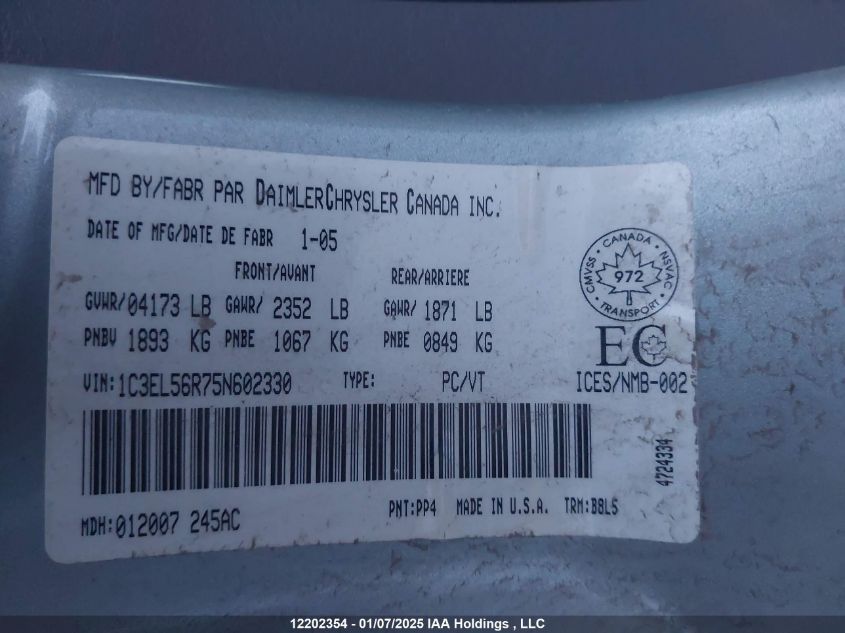 MFD BY/FABR PAR DAIMLERCHRYSLER CANADA INC.
DATE OF MFG/DATE DE FABR 1-05
FRONT/AVANT REAR/ARRIERE
GVWR/04173 LB GAWR/ 2352 LB GAWR/ 1871 LB
PNBV 1893 KG PNBE 1067 KG PNBE 0849 KG
CANADA
CMVSS 972 NSVAC
TRANSPORT
EC
VIN:1C3EL56R75N602330 TYPE: PC/VT ICES/NMB-002
4724334
MDH:012007 245AC PNT:PP4 MADE IN U.S.A. TRM:B8L5
12202354 - 01/07/2025 IAA Holdings , LLC